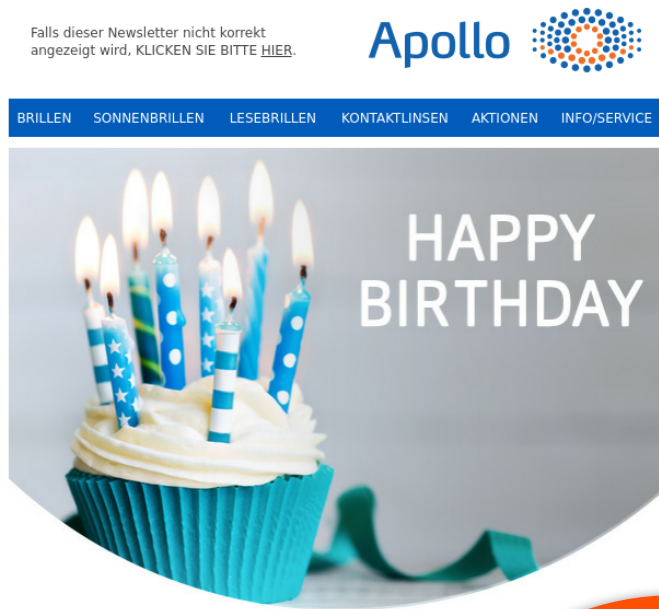 Falls dieser Newsletter nicht korrekt
angezeigt wird, KLICKEN SIE BITTE HIER.
Apollo
BRILLEN SONNENBRILLEN LESEBRILLEN KONTAKTLINSEN AKTIONEN INFO/SERVICE
HAPPY
BIRTHDAY